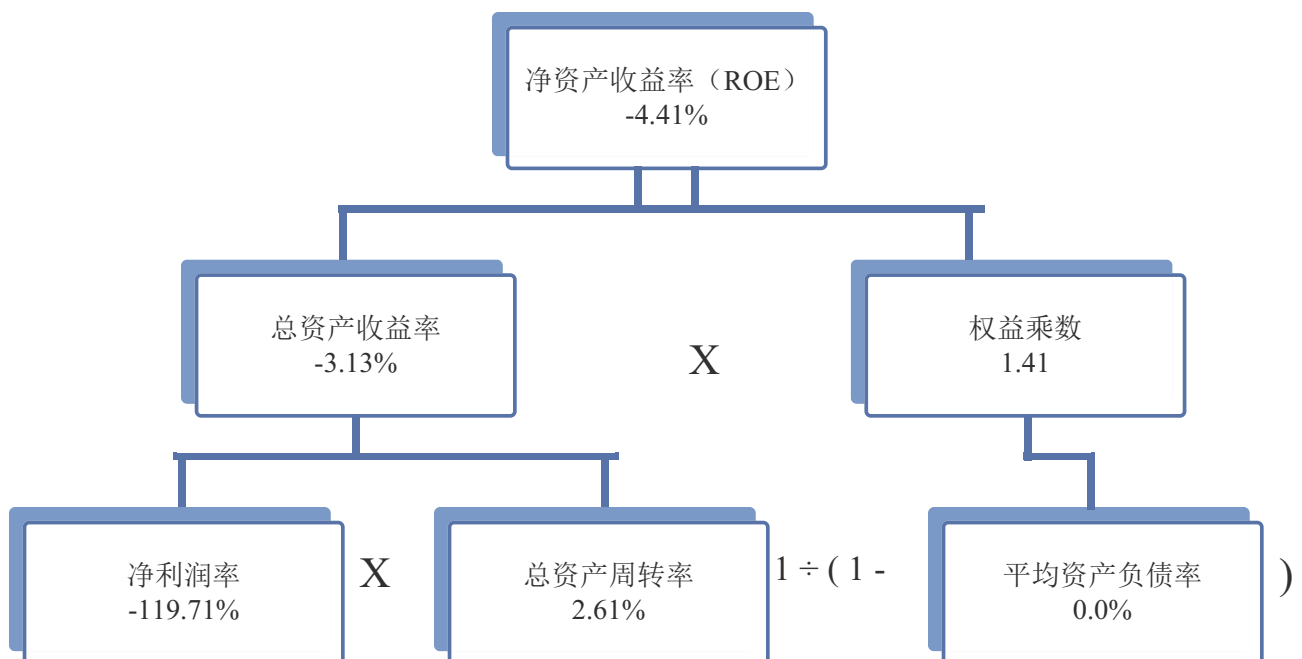 净资产收益率（ROE）
-4.41%
总资产收益率
-3.13%
X
权益乘数
1.41
净利润率
-119.71%
X
总资产周转率
2.61%
1 ÷ ( 1 -
平均资产负债率
0.0%
)